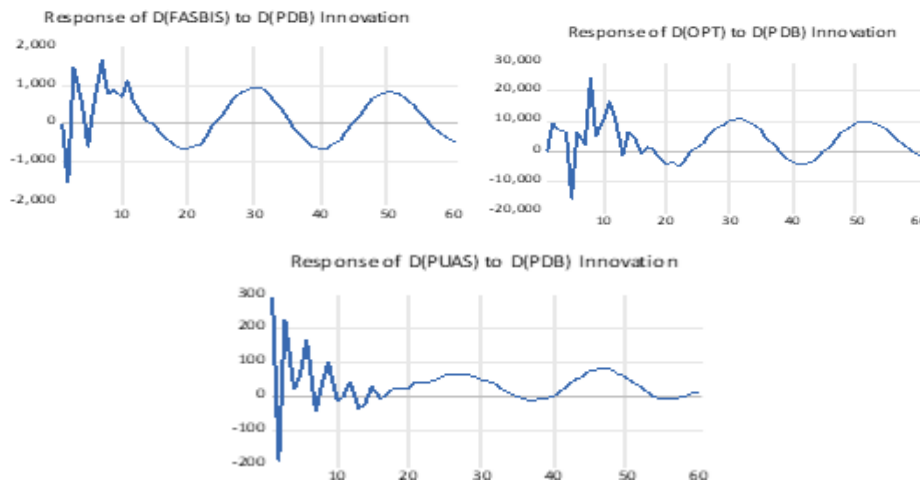 Response of D(FASBIS) to D(PDB) Innovation
2,000
1,000
0
-1,000
-2,000
10 20 30 40 50 60
Response of D(OPT) to D(PDB) Innovation
30,000
20,000
10,000
0
-10,000
-20,000
10 20 30 40 50
Response of D(PUAS) to D(PDB) Innovation
300
200
100
0
-100
-200
10 20 30 40 50 60